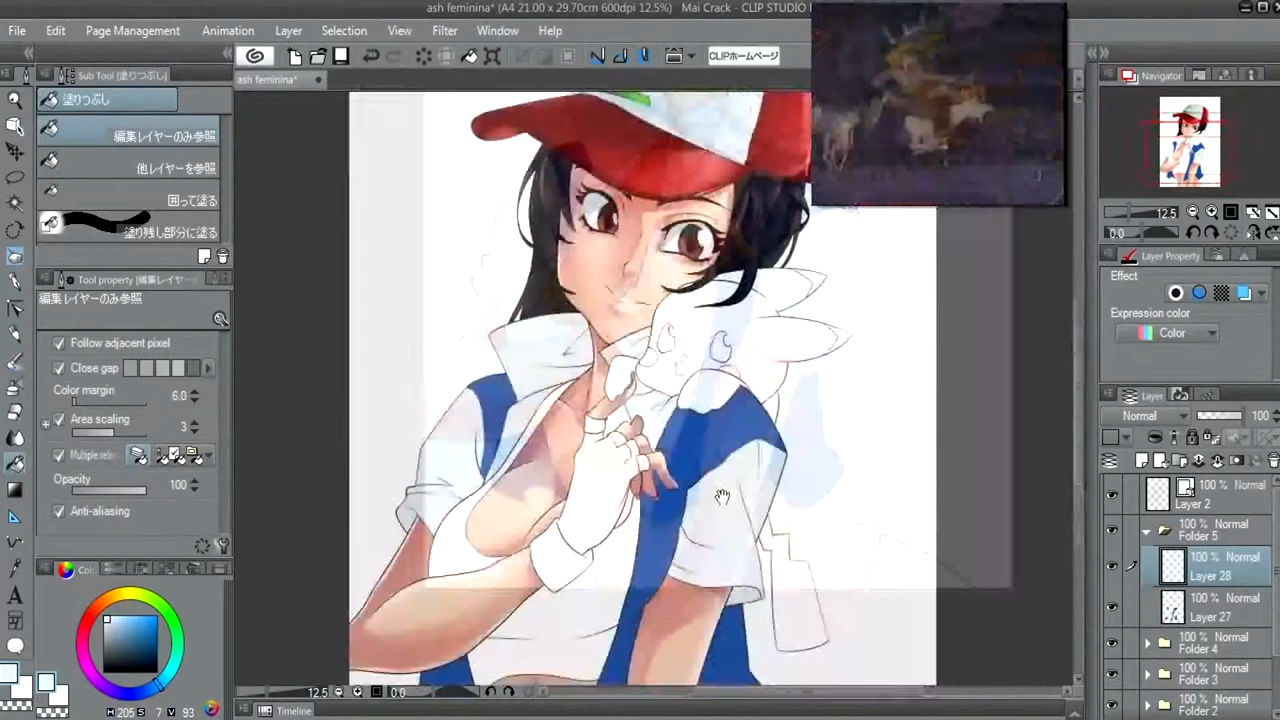 ash feminina* (A4 21.00 x 29.70cm 600dpi 12.5%) Mai Crack - CLIP STUDIO
File Edit Page Management Animation Layer Selection View Filter Window Help
CLIPホームページ
Sub Tool [塗りつぶし]
ash feminina*
Navigator
塗りつぶし
編集レイヤーのみ参照
他レイヤーを参照
囲って塗る
塗り残し部分に塗る
12.5
0.0
Layer Property
Tool property [編集レイヤー
編集レイヤーのみ参照
Effect
Expression color
Color
Follow adjacent pixel
Close gap
Color margin
6.0
Area scaling
3
Opacity
100
Anti-aliasing
Layer
Normal 100
100 % Normal
Layer 2
100 % Normal
Folder 5
100 % Normal
Layer 28
100 % Normal
Layer 27
100 % Normal
Folder 4
100 % Normal
Folder 3
100 % Normal
Folder 2
H 205 S 7 V 93
12.5 0.0
Timeline